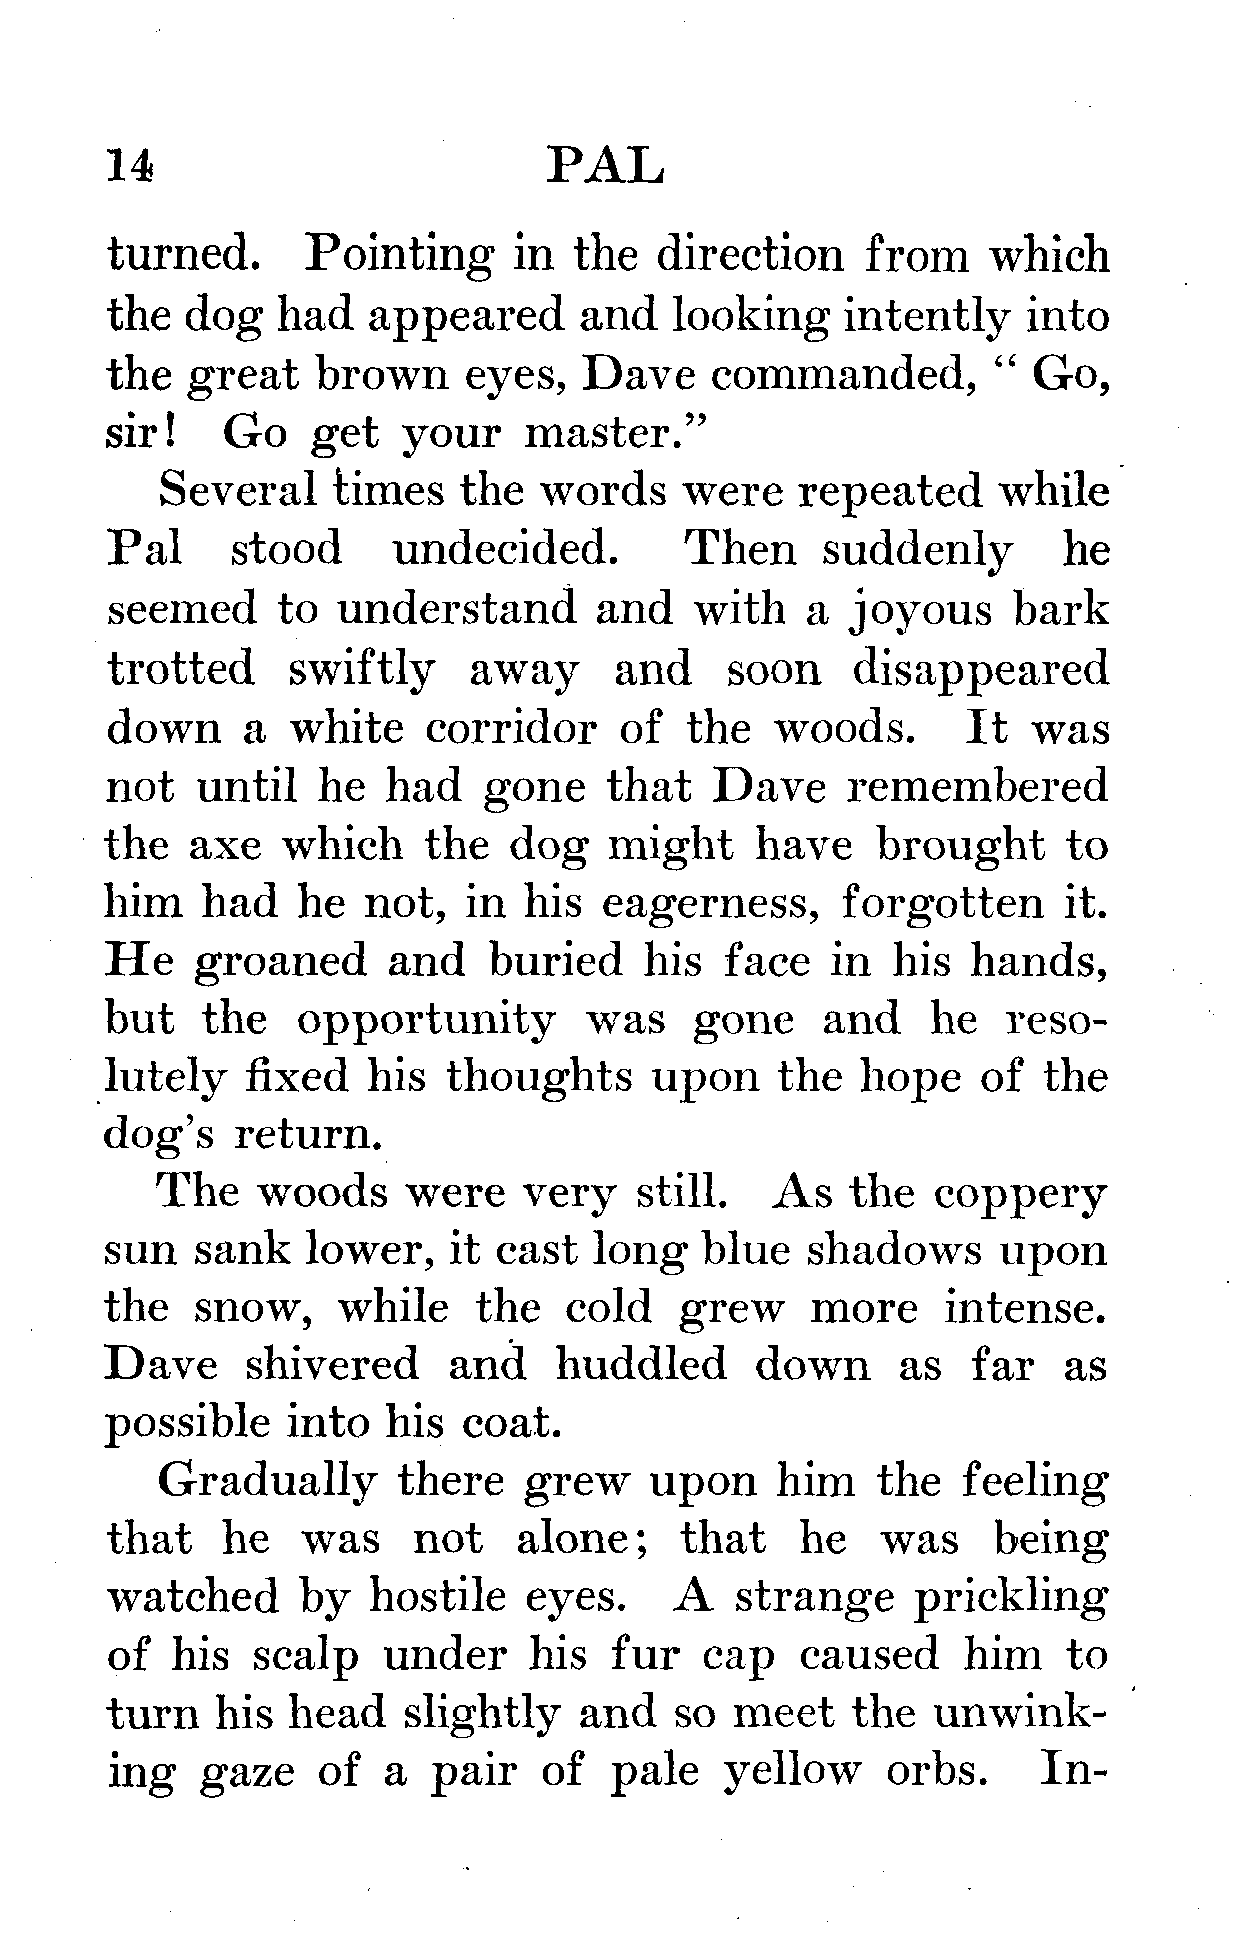 14 PAL
turned. Pointing in the direction from which
the dog had appeared and looking intently into
the great brown eyes, Dave commanded, “ Go,
sir! Go get your master.”
Several times the words were repeated while
Pal stood undecided. Then suddenly he
seemed to understand and with a joyous bark
trotted swiftly away and soon disappeared
down a white corridor of the woods. It was
not until he had gone that Dave remembered
the axe which the dog might have brought to
him had he not, in his eagerness, forgotten it.
He groaned and buried his face in his hands,
but the opportunity was gone and he reso-
lutely fixed his thoughts upon the hope of the
dog’s return.
The woods were very still. As the coppery
sun sank lower, it cast long blue shadows upon
the snow, while the cold grew more intense.
Dave shivered and huddled down as far as
possible into his coat.
Gradually there grew upon him the feeling
that he was not alone; that he was being
watched by hostile eyes. A strange prickling
of his scalp under his fur cap caused him to
turn his head slightly and so meet the unwink-
ing gaze of a pair of pale yellow orbs. In-